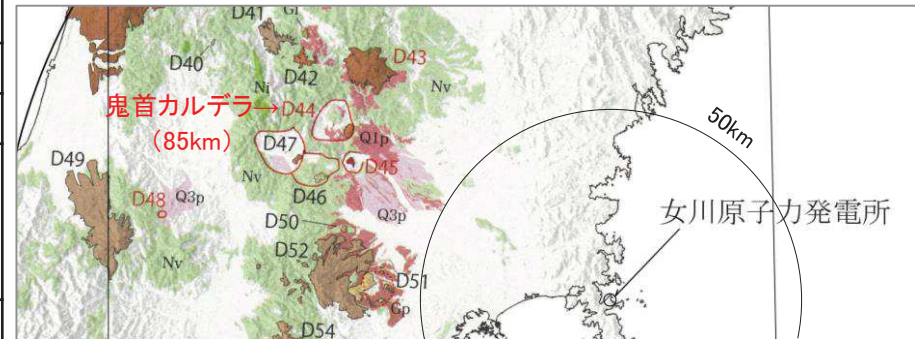 D41
Gl
D40
D42
D43
Nv
Ni
鬼首カルデラ→D44
(85km)
Q1p
50km
D47
D49
D45
Nv
D46
D48
Q3p
Q3p
女川原子力発電所
D50
D52
Nv
D51
Gp
D54